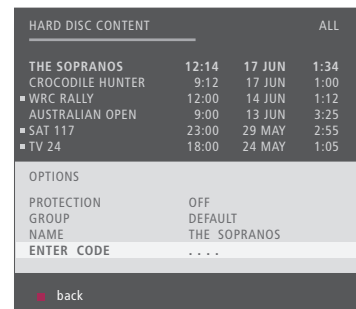 HARD DISC CONTENT ALL
THE SOPRANOS 12:14 17 JUN 1:34
CROCODILE HUNTER 9:12 17 JUN 1:00
WRC RALLY 12:00 14 JUN 1:12
AUSTRALIAN OPEN 9:00 13 JUN 3:25
SAT 117 23:00 29 MAY 2:55
TV 24 18:00 24 MAY 1:05
OPTIONS
PROTECTION OFF
GROUP DEFAULT
NAME THE SOPRANOS
ENTER CODE . . . .
back